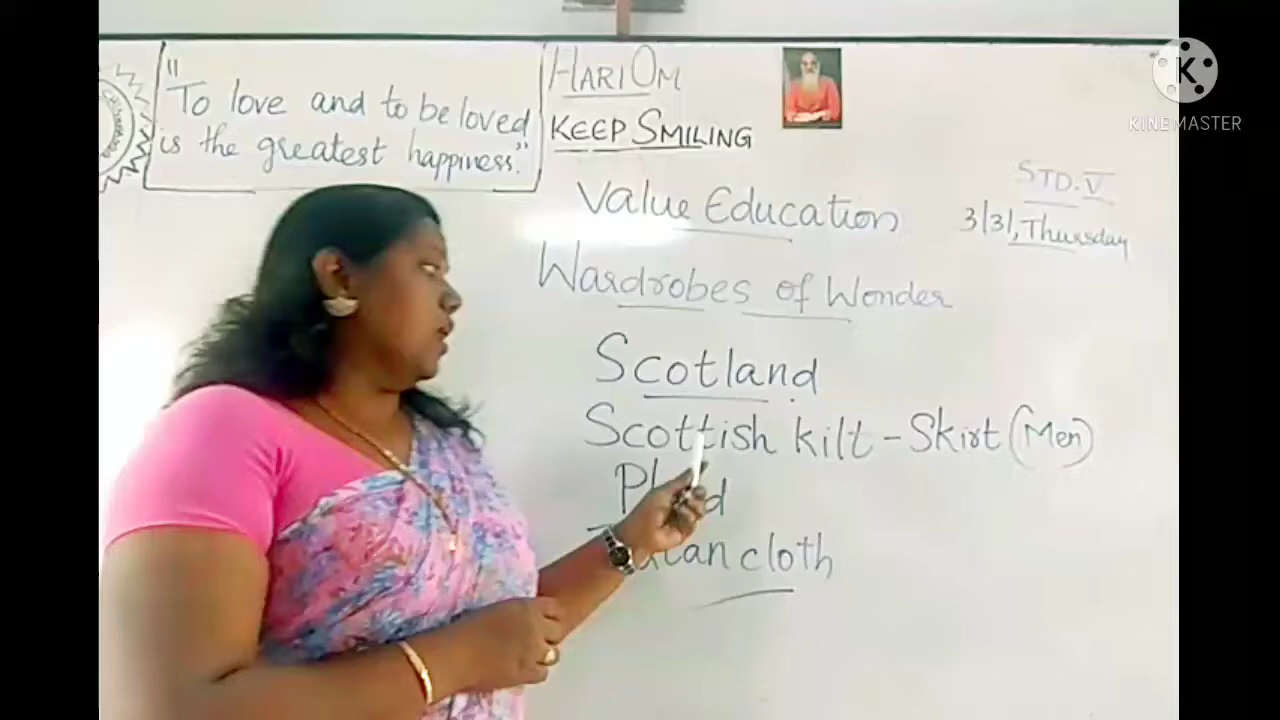 "To love and to be loved
is the greatest happiness."
HARI OM
KEEP SMILING
Value Education
STD. V
3/3/, Thursday
Wardrobes of Wonder
Scotland
Scottish kilt - Skirt (Men)
cloth
K
KINEMASTER